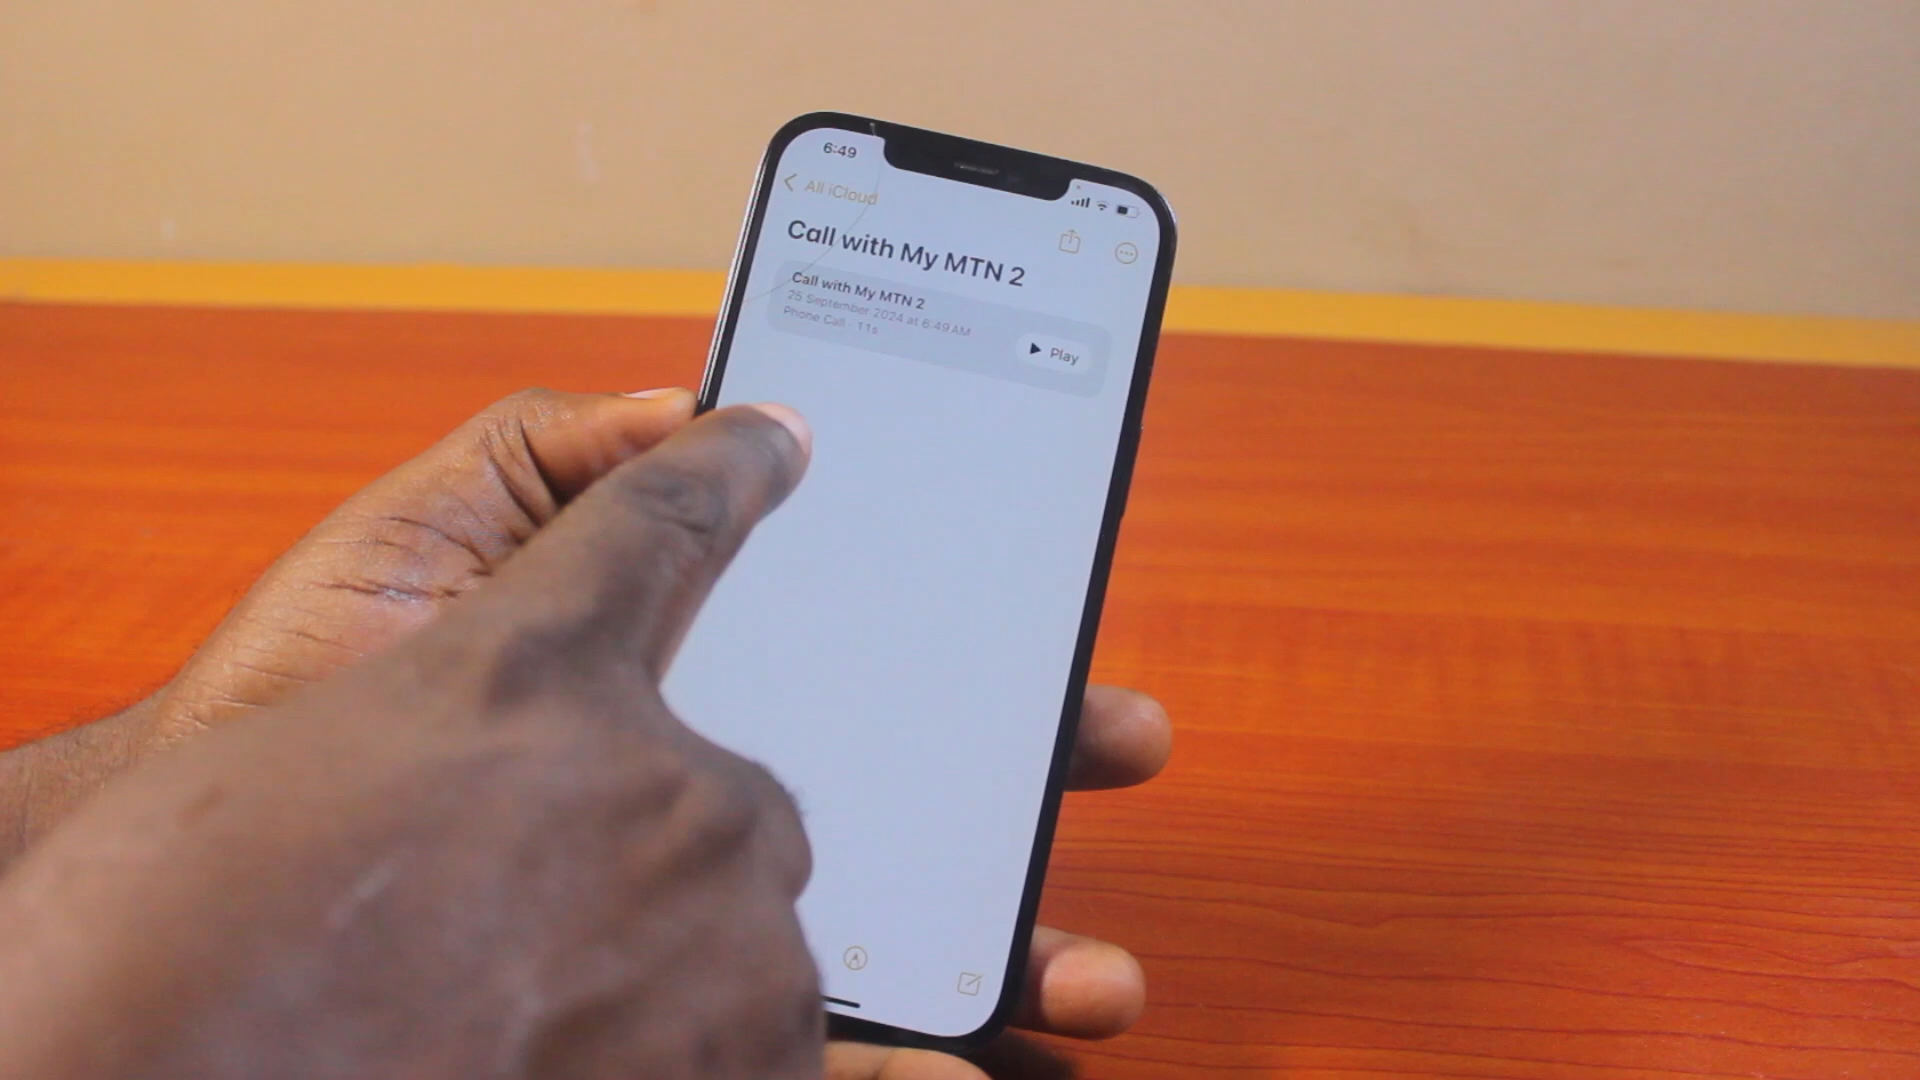 6:49
All iCloud
Call with My MTN 2
Call with My MTN 2
25 September 2024 at 6:49 AM
Phone Call · 11s
Play